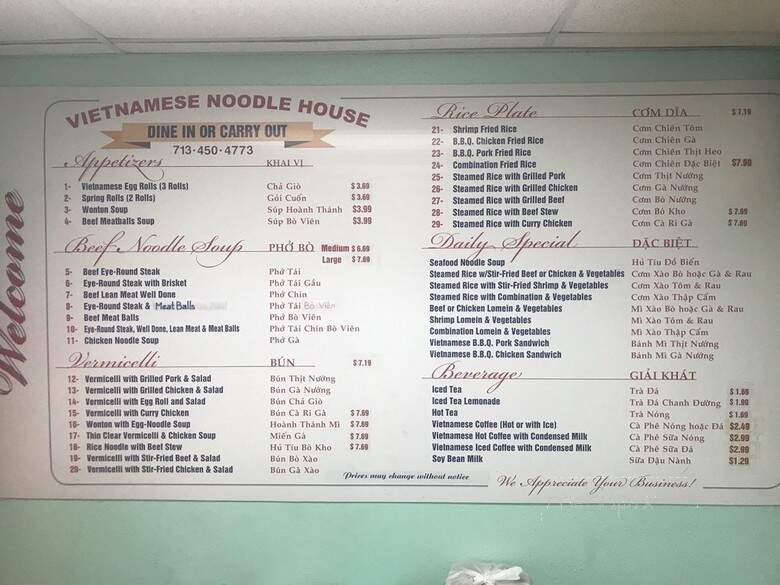 Welcome
VIETNAMESE NOODLE HOUSE
DINE IN OR CARRY OUT
713·450·4773
Appetizers KHAI VỊ
1- Vietnamese Egg Rolls (3 Rolls) Chả Giò $3.69
2- Spring Rolls (2 Rolls) Gỏi Cuốn $3.69
3- Wonton Soup Súp Hoành Thánh $3.99
4- Beef Meatballs Soup Súp Bò Viên $3.99
Beef Noodle Soup PHỞ BÒ Medium $6.69
Large $7.69
5- Beef Eye-Round Steak Phở Tái
6- Eye-Round Steak with Brisket Phở Tái Gầu
7- Beef Lean Meat Well Done Phở Chín
8- Eye-Round Steak & Meat Balls Phở Tái Bò Viên
9- Beef Meat Balls Phở Bò Viên
10- Eye-Round Steak, Well Done, Lean Meat & Meat Balls Phở Tái Chín Bò Viên
11- Chicken Noodle Soup Phở Gà
Vermicelli BÚN $7.19
12- Vermicelli with Grilled Pork & Salad Bún Thịt Nướng
13- Vermicelli with Grilled Chicken & Salad Bún Gà Nướng
14- Vermicelli with Egg Roll and Salad Bún Chả Giò
15- Vermicelli with Curry Chicken Bún Cà Ri Gà $7.69
16- Wonton with Egg-Noodle Soup Hoành Thánh Mì $7.69
17- Thin Clear Vermicelli & Chicken Soup Miến Gà $7.69
18- Rice Noodle with Beef Stew Hủ Tíu Bò Kho $7.69
19- Vermicelli with Stir-Fried Beef & Salad Bún Bò Xào
20- Vermicelli with Stir-Fried Chicken & Salad Bún Gà Xào
Prices may change without notice
Rice Plate CƠM DĨA $7.19
21- Shrimp Fried Rice Cơm Chiên Tôm
22- B.B.Q. Chicken Fried Rice Cơm Chiên Gà
23- B.B.Q. Pork Fried Rice Cơm Chiên Thịt Heo
24- Combination Fried Rice Cơm Chiên Đặc Biệt $7.99
25- Steamed Rice with Grilled Pork Cơm Thịt Nướng
26- Steamed Rice with Grilled Chicken Cơm Gà Nướng
27- Steamed Rice with Grilled Beef Cơm Bò Nướng
28- Steamed Rice with Beef Stew Cơm Bò Kho $7.69
29- Steamed Rice with Curry Chicken Cơm Cà Ri Gà $7.69
Daily Special ĐẶC BIỆT
Seafood Noodle Soup Hủ Tíu Đồ Biển
Steamed Rice w/Stir-Fried Beef or Chicken & Vegetables Cơm Xào Bò hoặc Gà & Rau
Steamed Rice with Stir-Fried Shrimp & Vegetables Cơm Xào Tôm & Rau
Steamed Rice with Combination & Vegetables Cơm Xào Thập Cẩm
Beef or Chicken Lomein & Vegetables Mì Xào Bò hoặc Gà & Rau
Shrimp Lomein & Vegetables Mì Xào Tôm & Rau
Combination Lomein & Vegetables Mì Xào Thập Cẩm
Vietnamese B.B.Q. Pork Sandwich Bánh Mì Thịt Nướng
Vietnamese B.B.Q. Chicken Sandwich Bánh Mì Gà Nướng
Beverage GIẢI KHÁT
Iced Tea Trà Đá $1.69
Iced Tea Lemonade Trà Đá Chanh Đường $1.99
Hot Tea Trà Nóng $1.69
Vietnamese Coffee (Hot or with Ice) Cà Phê Nóng hoặc Đá $2.49
Vietnamese Hot Coffee with Condensed Milk Cà Phê Sữa Nóng $2.99
Vietnamese Iced Coffee with Condensed Milk Cà Phê Sữa Đá $2.99
Soy Bean Milk Sữa Đậu Nành $1.29
We Appreciate Your Business!